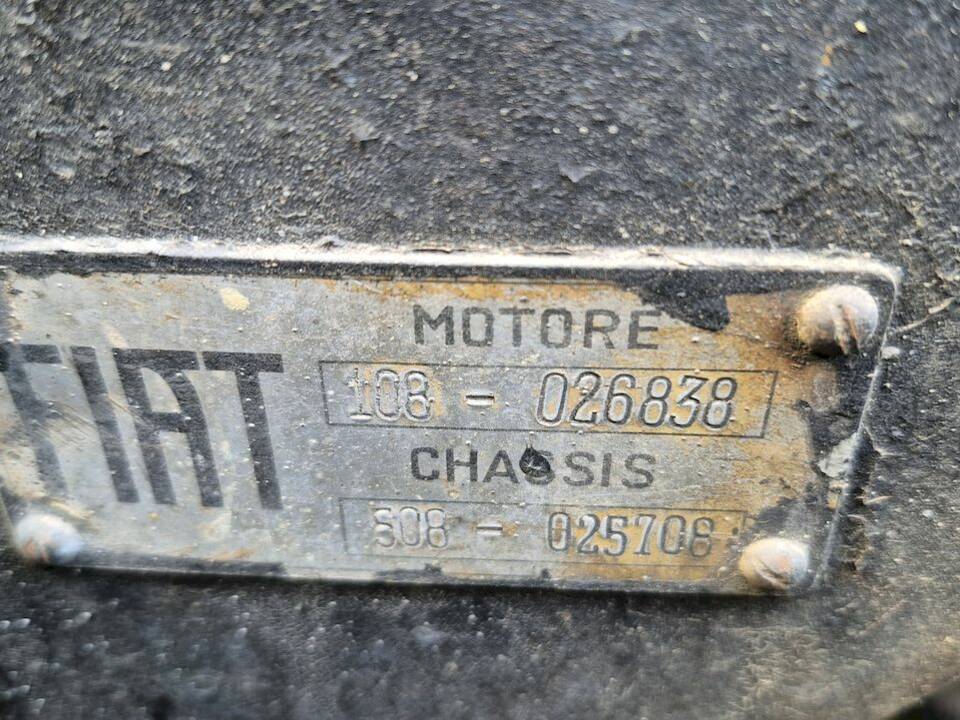 FIAT
MOTORE
108 - 026838
CHASSIS
508 - 025708